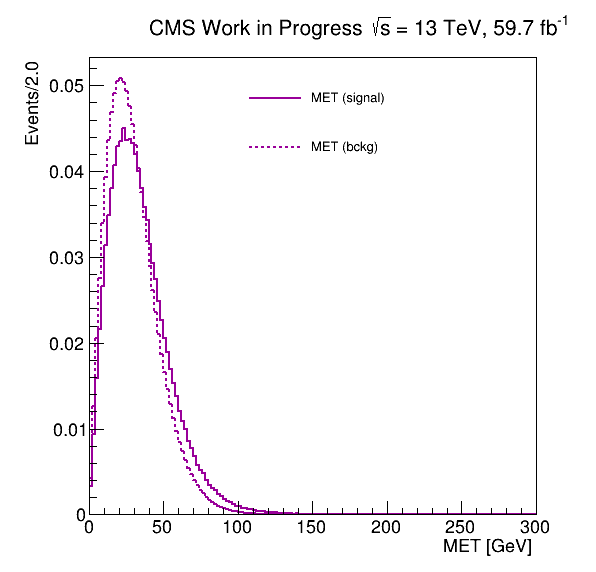 CMS Work in Progress √s = 13 TeV, 59.7 fb⁻¹
Events/2.0
MET (signal)
MET (bckg)
0.05
0.04
0.03
0.02
0.01
0
0 50 100 150 200 250 300
MET [GeV]